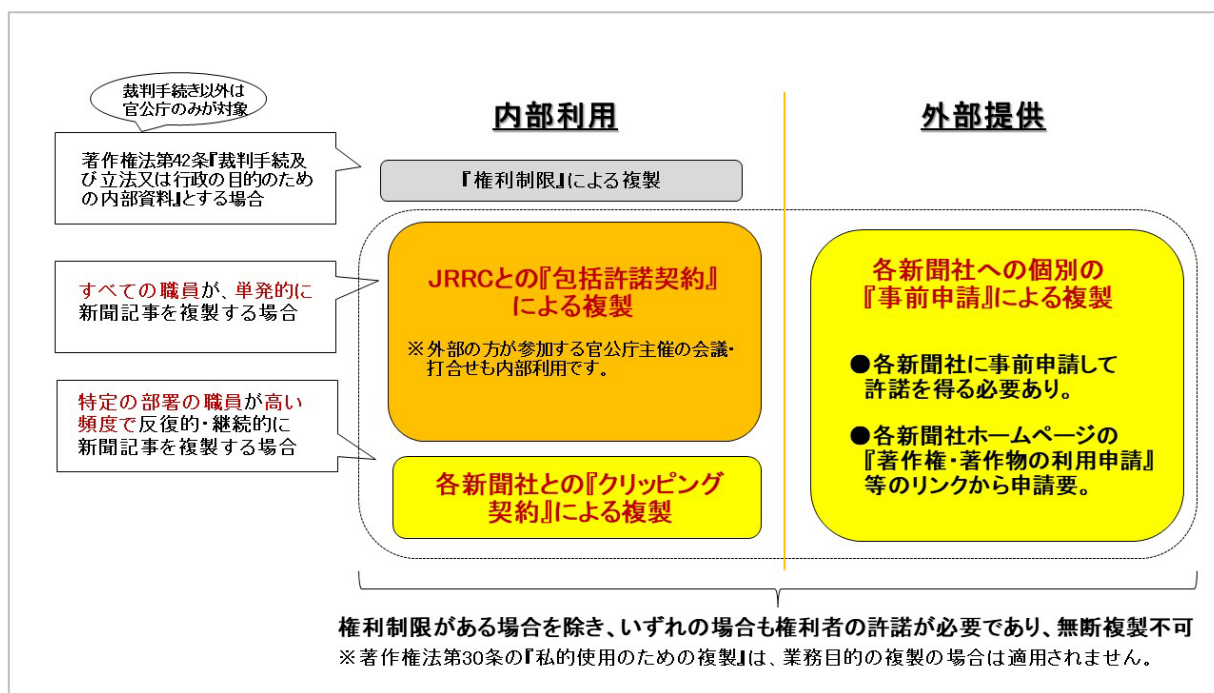 裁判手続き以外は
官公庁のみが対象
内部利用
外部提供
著作権法第42条『裁判手続及
び立法又は行政の目的のため
の内部資料』とする場合
『権利制限』による複製
すべての職員が、単発的に
新聞記事を複製する場合
JRRCとの『包括許諾契約』
による複製
※外部の方が参加する官公庁主催の会議・
打合せも内部利用です。
特定の部署の職員が高い
頻度で反復的・継続的に
新聞記事を複製する場合
各新聞社との『クリッピング
契約』による複製
各新聞社への個別の
『事前申請』による複製
●各新聞社に事前申請して
許諾を得る必要あり。
●各新聞社ホームページの
『著作権・著作物の利用申請』
等のリンクから申請要。
権利制限がある場合を除き、いずれの場合も権利者の許諾が必要であり、無断複製不可
※著作権法第30条の『私的使用のための複製』は、業務目的の複製の場合は適用されません。